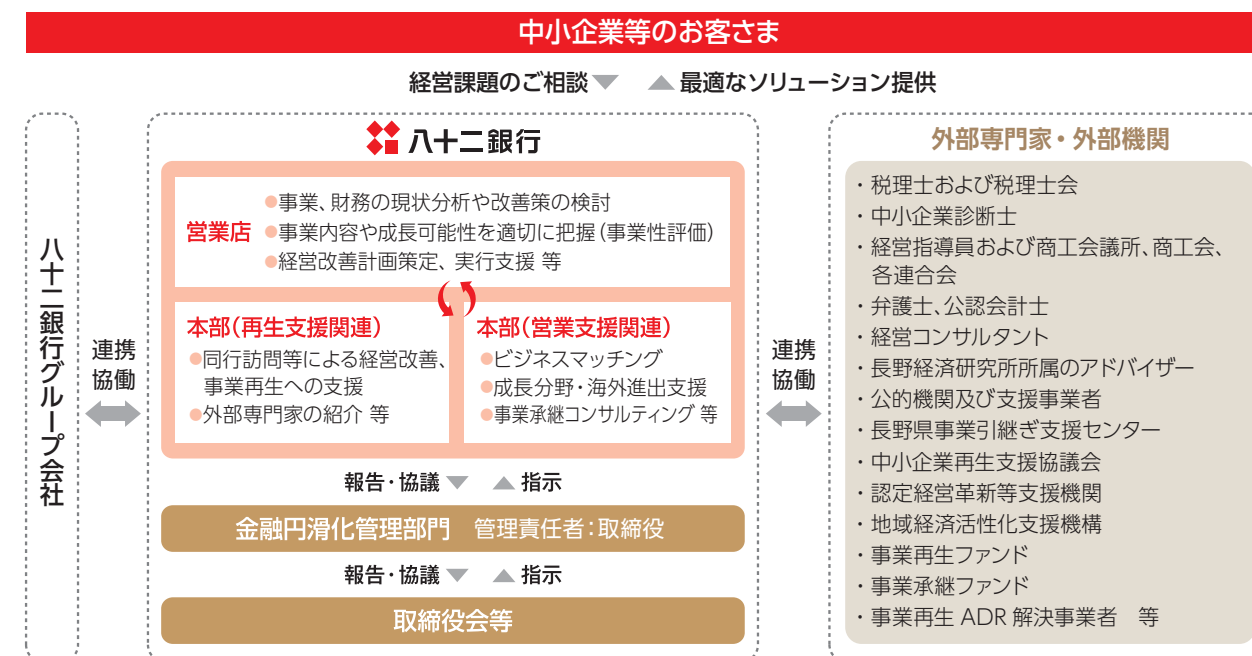 中小企業等のお客さま
経営課題のご相談▼ ▲最適なソリューション提供
八十二銀行グループ会社
連携
協働
八十二銀行
営業店
●事業、財務の現状分析や改善策の検討
●事業内容や成長可能性を適切に把握(事業性評価)
●経営改善計画策定、実行支援 等
本部(再生支援関連)
●同行訪問等による経営改善、
事業再生への支援
●外部専門家の紹介 等
本部(営業支援関連)
●ビジネスマッチング
●成長分野・海外進出支援
●事業承継コンサルティング 等
報告・協議▼ ▲指示
金融円滑化管理部門 管理責任者:取締役
報告・協議▼ ▲指示
取締役会等
連携
協働
外部専門家・外部機関
・税理士および税理士会
・中小企業診断士
・経営指導員および商工会議所、商工会、
各連合会
・弁護士、公認会計士
・経営コンサルタント
・長野経済研究所所属のアドバイザー
・公的機関及び支援事業者
・長野県事業引継ぎ支援センター
・中小企業再生支援協議会
・認定経営革新等支援機関
・地域経済活性化支援機構
・事業再生ファンド
・事業承継ファンド
・事業再生 ADR 解決事業者 等